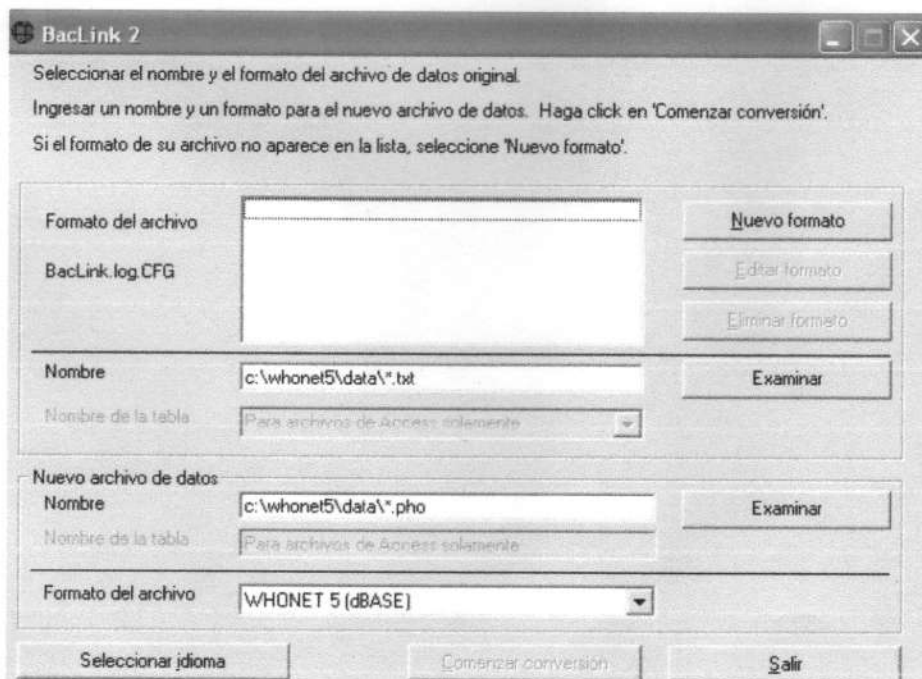 BacLink 2
Seleccionar el nombre y el formato del archivo de datos original.
Ingresar un nombre y un formato para el nuevo archivo de datos. Haga click en 'Comenzar conversión'.
Si el formato de su archivo no aparece en la lista, seleccione 'Nuevo formato'.
Formato del archivo
Nuevo formato
BacLink.log.CFG
Editar formato
Eliminar formato
Nombre
c:\whonet5\data\*.txt
Examinar
Nombre de la tabla
Para archivos de Access solamente
Nuevo archivo de datos
Nombre
c:\whonet5\data\*.pho
Examinar
Nombre de la tabla
Para archivos de Access solamente
Formato del archivo
WHONET 5 (dBASE)
Seleccionar idioma
Comenzar conversión
Salir